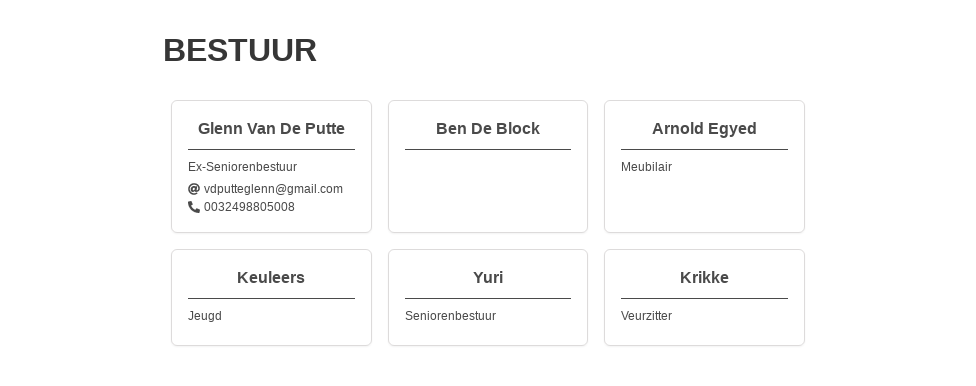 BESTUUR
Glenn Van De Putte
Ex-Seniorenbestuur
vdputteglenn@gmail.com
0032498805008
Ben De Block
Arnold Egyed
Meubilair
Keuleers
Jeugd
Yuri
Seniorenbestuur
Krikke
Veurzitter